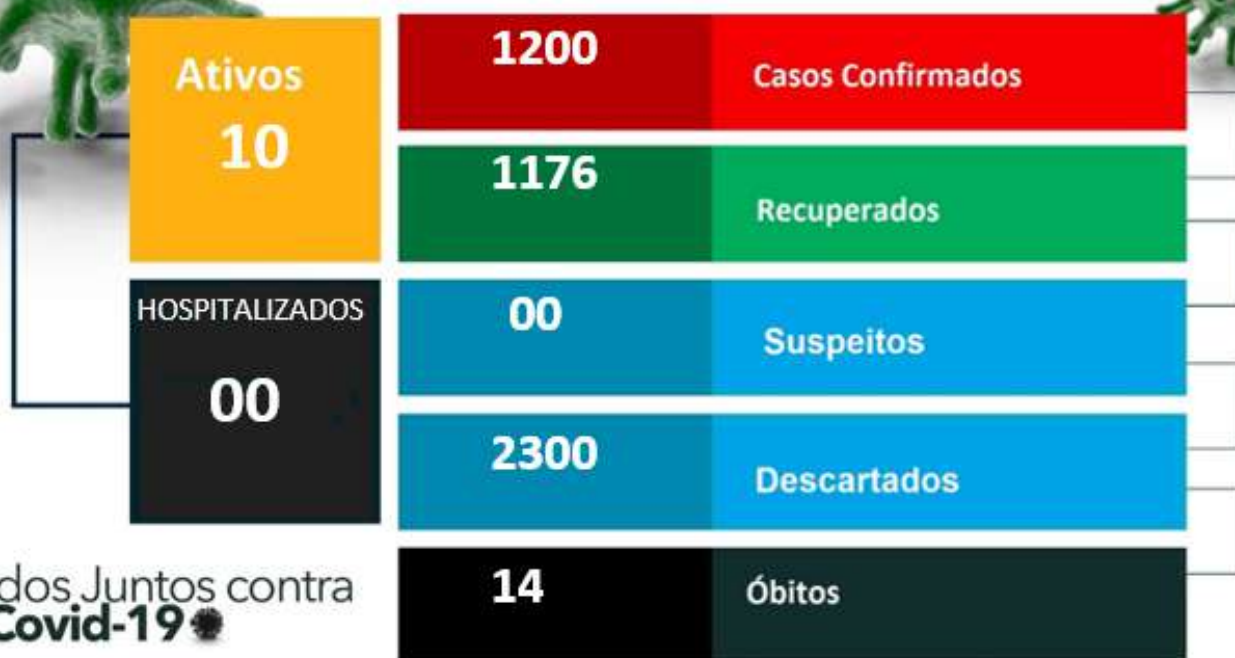 Ativos
10
HOSPITALIZADOS
00
1200
Casos Confirmados
1176
Recuperados
00
Suspeitos
2300
Descartados
14
Óbitos
dos Juntos contra
Covid-19